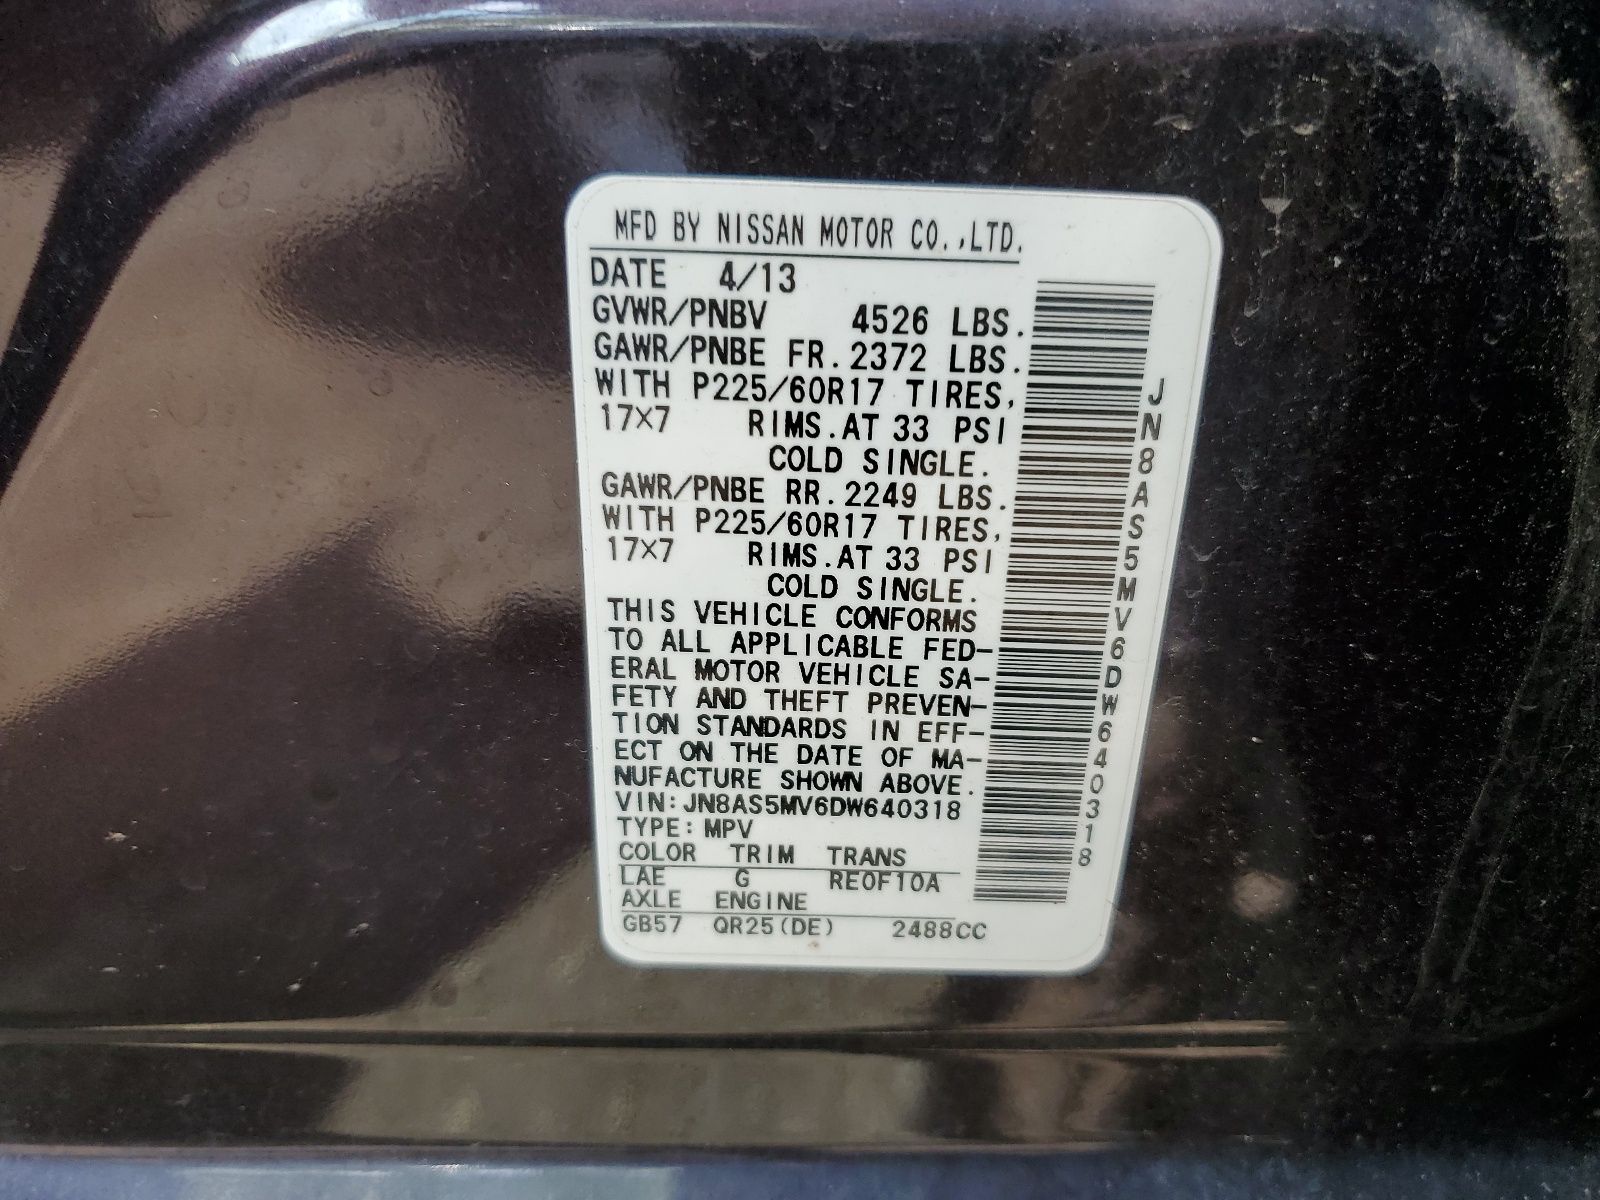 MFD BY NISSAN MOTOR CO.,LTD.
DATE 4/13
GVWR/PNBV 4526 LBS.
GAWR/PNBE FR.2372 LBS.
WITH P225/60R17 TIRES,
17×7 RIMS.AT 33 PSI
COLD SINGLE.
GAWR/PNBE RR.2249 LBS.
WITH P225/60R17 TIRES,
17×7 RIMS.AT 33 PSI
COLD SINGLE.
THIS VEHICLE CONFORMS
TO ALL APPLICABLE FED-
ERAL MOTOR VEHICLE SA-
FETY AND THEFT PREVEN-
TION STANDARDS IN EFF-
ECT ON THE DATE OF MA-
NUFACTURE SHOWN ABOVE.
VIN:JN8AS5MV6DW640318
TYPE:MPV
COLOR TRIM TRANS
LAE G RE0F10A
AXLE ENGINE
GB57 QR25(DE) 2488CC
JN8AS5MV6DW640318